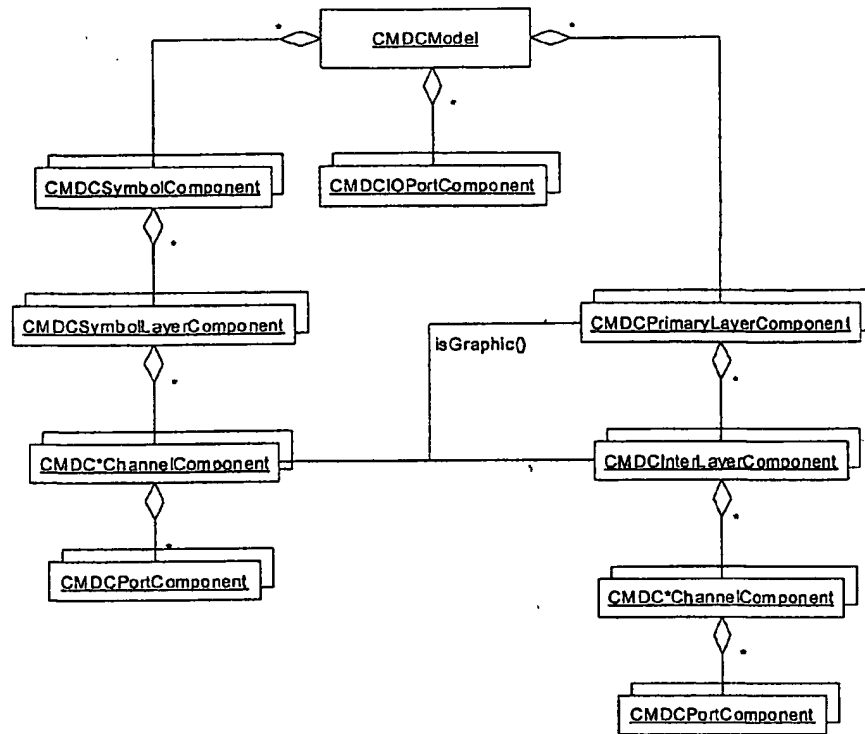 CMDCModel
*
*
*
CMDCSymbolComponent
CMDCIOPortComponent
*
CMDCSymbolLayerComponent
CMDCPrimaryLayerComponent
isGraphic()
*
*
CMDC*ChannelComponent
CMDCInterLayerComponent
*
*
CMDCPortComponent
CMDC*ChannelComponent
*
CMDCPortComponent